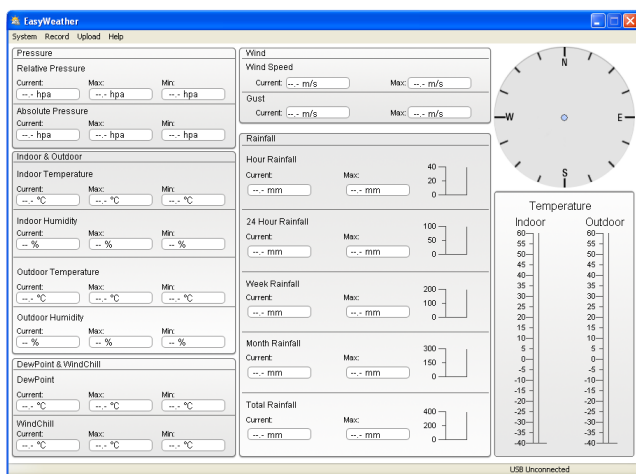 EasyWeather
System Record Upload Help
Pressure
Relative Pressure
Current: Max: Min:
--.- hpa --.- hpa --.- hpa
Absolute Pressure
Current: Max: Min:
--.- hpa --.- hpa --.- hpa
Indoor & Outdoor
Indoor Temperature
Current: Max: Min:
--.- °C --.- °C --.- °C
Indoor Humidity
Current: Max: Min:
-- % -- % -- %
Outdoor Temperature
Current: Max: Min:
--.- °C --.- °C --.- °C
Outdoor Humidity
Current: Max: Min:
-- % -- % -- %
DewPoint & WindChill
DewPoint
Current: Max: Min:
--.- °C --.- °C --.- °C
WindChill
Current: Max: Min:
--.- °C --.- °C --.- °C
Wind
Wind Speed
Current: --.- m/s Max: --.- m/s
Gust
Current: --.- m/s Max: --.- m/s
Rainfall
Hour Rainfall
Current: Max:
--.- mm --.- mm
40
20
0
24 Hour Rainfall
Current: Max:
--.- mm --.- mm
100
50
0
Week Rainfall
Current: Max:
--.- mm --.- mm
200
100
0
Month Rainfall
Current: Max:
--.- mm --.- mm
300
150
0
Total Rainfall
Current: Max:
--.- mm --.- mm
400
200
0
N
W E
S
Temperature
Indoor Outdoor
60 60
55 55
50 50
45 45
40 40
35 35
30 30
25 25
20 20
15 15
10 10
5 5
0 0
-5 -5
-10 -10
-15 -15
-20 -20
-25 -25
-30 -30
-35 -35
-40 -40
USB Unconnected